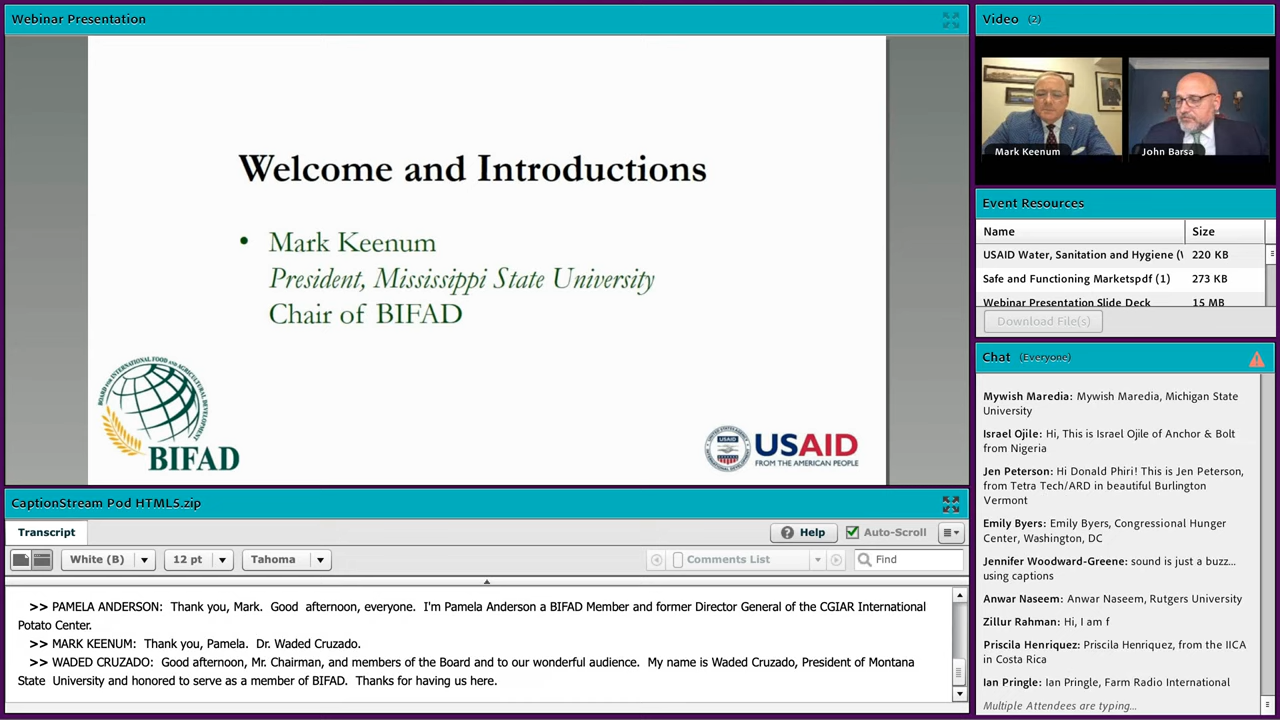 Webinar Presentation
Welcome and Introductions
• Mark Keenum
President, Mississippi State University
Chair of BIFAD
BOARD FOR INTERNATIONAL FOOD AND AGRICULTURAL DEVELOPMENT
BIFAD
USAID
USAID
FROM THE AMERICAN PEOPLE
CaptionStream Pod HTML5.zip
Transcript
Help
Auto-Scroll
White (B)
12 pt
Tahoma
Comments List
Find
>> PAMELA ANDERSON: Thank you, Mark. Good afternoon, everyone. I'm Pamela Anderson a BIFAD Member and former Director General of the CGIAR International
Potato Center.
>> MARK KEENUM: Thank you, Pamela. Dr. Waded Cruzado.
>> WADED CRUZADO: Good afternoon, Mr. Chairman, and members of the Board and to our wonderful audience. My name is Waded Cruzado, President of Montana
State University and honored to serve as a member of BIFAD. Thanks for having us here.
Video (2)
Mark Keenum
John Barsa
Event Resources
Name Size
USAID Water, Sanitation and Hygiene ( 220 KB
Safe and Functioning Marketspdf (1) 273 KB
Webinar Presentation Slide Deck 15 MB
Download File(s)
Chat (Everyone)
Mywish Maredia: Mywish Maredia, Michigan State
University
Israel Ojile: Hi, This is Israel Ojile of Anchor & Bolt
from Nigeria
Jen Peterson: Hi Donald Phiri! This is Jen Peterson,
from Tetra Tech/ARD in beautiful Burlington
Vermont
Emily Byers: Emily Byers, Congressional Hunger
Center, Washington, DC
Jennifer Woodward-Greene: sound is just a buzz...
using captions
Anwar Naseem: Anwar Naseem, Rutgers University
Zillur Rahman: Hi, I am f
Priscila Henriquez: Priscila Henriquez, from the IICA
in Costa Rica
Ian Pringle: Ian Pringle, Farm Radio International
Multiple Attendees are typing...